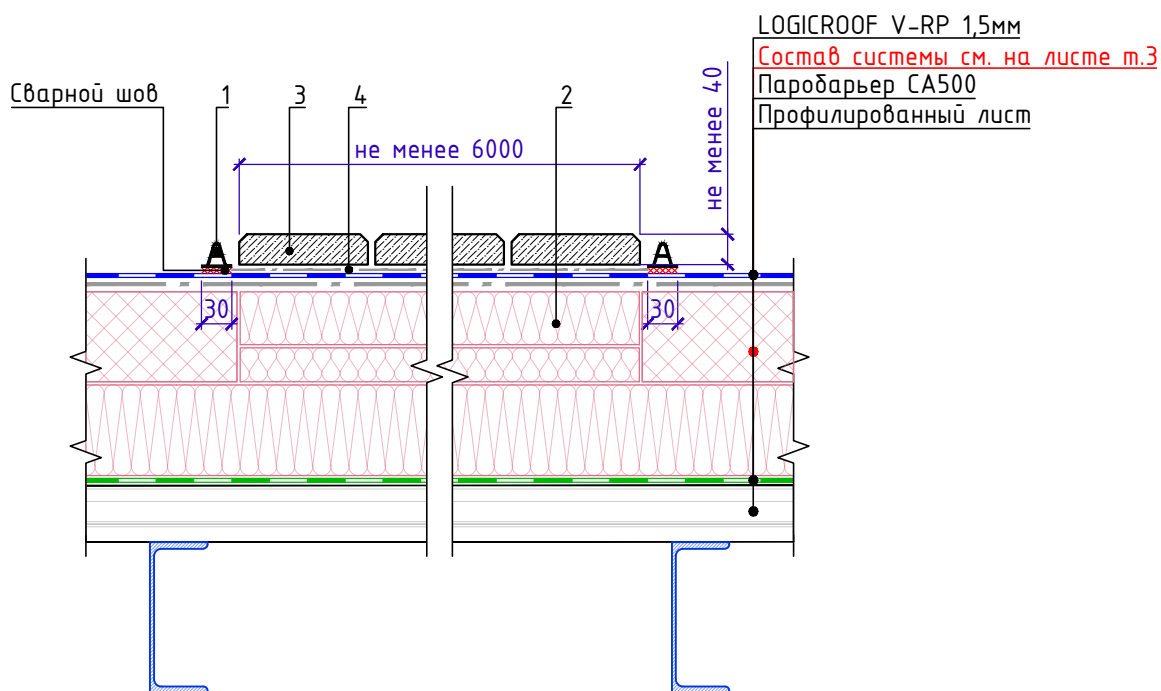 LOGICROOF V-RP 1,5мм
Состав системы см. на листе т.3
Паробарьер СА500
Профилированный лист
Сварной шов
1
3
4
2
не менее 6000
не менее 40
30
30